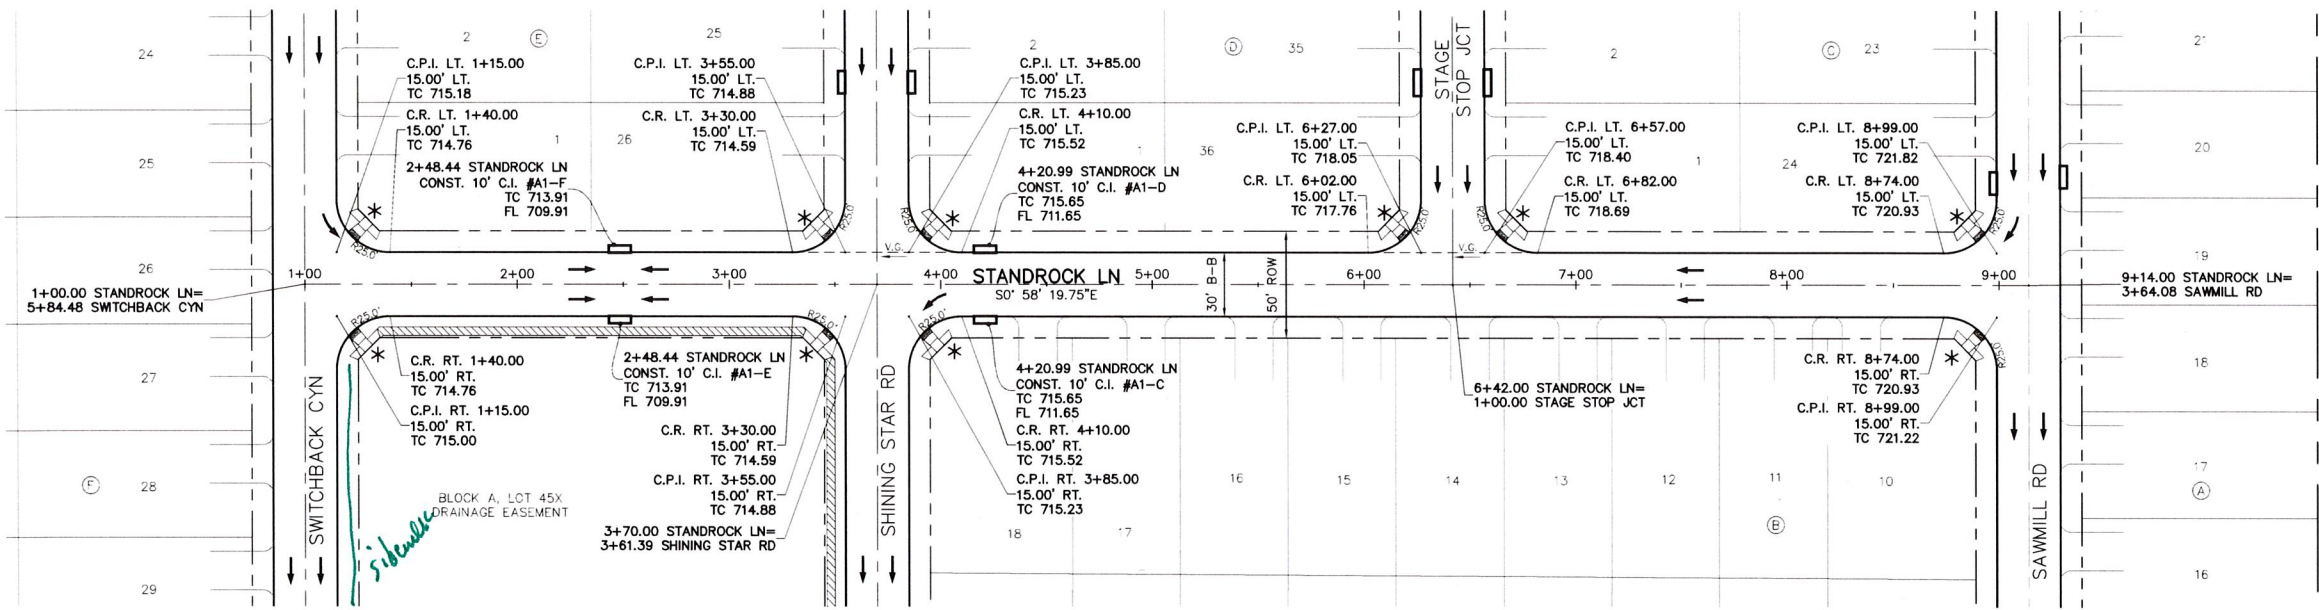 24
25
26
27
28
29
F
1+00.00 STANDROCK LN=
5+84.48 SWITCHBACK CYN
SWITCHBACK CYN
2
E
25
1
26
C.P.I. LT. 1+15.00
15.00' LT.
TC 715.18
C.R. LT. 1+40.00
15.00' LT.
TC 714.76
2+48.44 STANDROCK LN
CONST. 10' C.I. #A1-F
TC 713.91
FL 709.91
C.P.I. LT. 3+55.00
15.00' LT.
TC 714.88
C.R. LT. 3+30.00
15.00' LT.
TC 714.59
R25.0'
R25.0'
R25.0'
V.G.
2
D
35
1
36
C.P.I. LT. 3+85.00
15.00' LT.
TC 715.23
C.R. LT. 4+10.00
15.00' LT.
TC 715.52
4+20.99 STANDROCK LN
CONST. 10' C.I. #A1-D
TC 715.65
FL 711.65
C.P.I. LT. 6+27.00
15.00' LT.
TC 718.05
C.R. LT. 6+02.00
15.00' LT.
TC 717.76
R25.0'
STAGE
STOP JCT
V.G.
R25.0'
2
C
23
1
24
C.P.I. LT. 6+57.00
15.00' LT.
TC 718.40
C.R. LT. 6+82.00
15.00' LT.
TC 718.69
C.P.I. LT. 8+99.00
15.00' LT.
TC 721.82
C.R. LT. 8+74.00
15.00' LT.
TC 720.93
R25.0'
1+00
2+00
3+00
4+00
5+00
6+00
7+00
8+00
9+00
STANDROCK LN
S0° 58' 19.75"E
30' B-B
50' ROW
9+14.00 STANDROCK LN=
3+64.08 SAWMILL RD
21
20
19
18
17
A
16
R25.0'
R25.0'
R25.0'
R25.0'
C.R. RT. 1+40.00
15.00' RT.
TC 714.76
C.P.I. RT. 1+15.00
15.00' RT.
TC 715.00
2+48.44 STANDROCK LN
CONST. 10' C.I. #A1-E
TC 713.91
FL 709.91
C.R. RT. 3+30.00
15.00' RT.
TC 714.59
C.P.I. RT. 3+55.00
15.00' RT.
TC 714.88
3+70.00 STANDROCK LN=
3+61.39 SHINING STAR RD
BLOCK A, LOT 45X
DRAINAGE EASEMENT
sidewalk
SHINING STAR RD
4+20.99 STANDROCK LN
CONST. 10' C.I. #A1-C
TC 715.65
FL 711.65
C.R. RT. 4+10.00
15.00' RT.
TC 715.52
C.P.I. RT. 3+85.00
15.00' RT.
TC 715.23
6+42.00 STANDROCK LN=
1+00.00 STAGE STOP JCT
C.R. RT. 8+74.00
15.00' RT.
TC 720.93
C.P.I. RT. 8+99.00
15.00' RT.
TC 721.22
18
17
16
15
14
13
12
11
10
B
SAWMILL RD